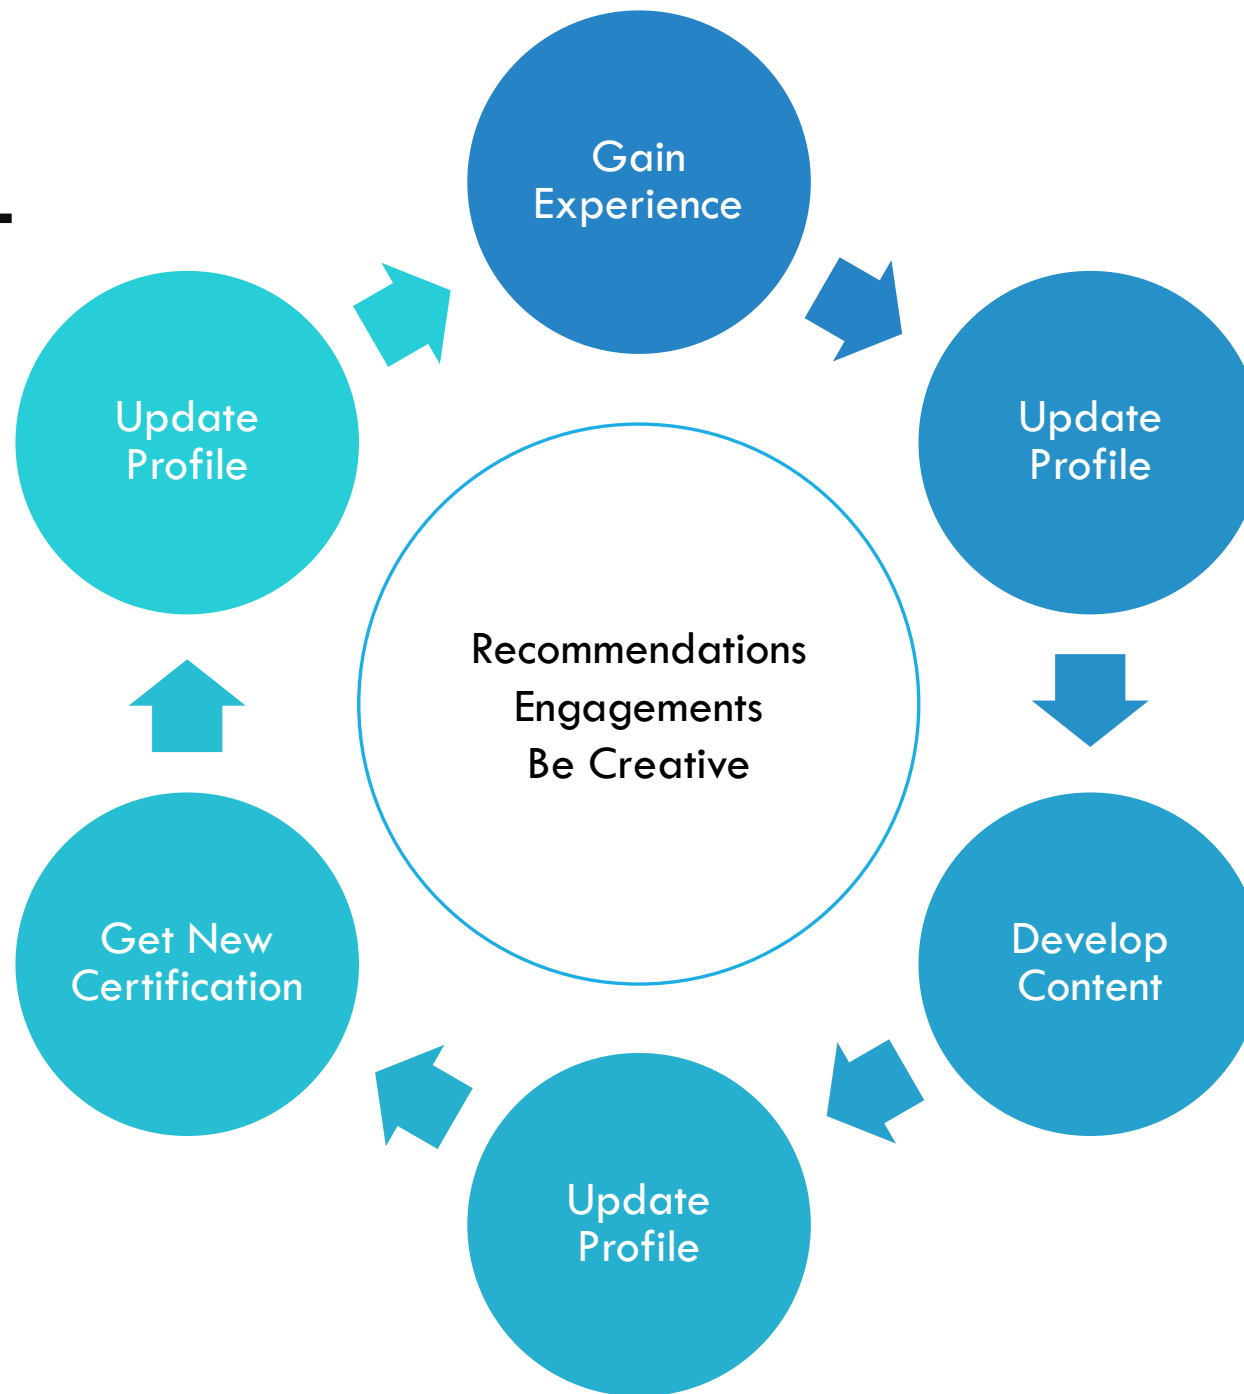 Gain
Experience
Update
Profile
Develop
Content
Update
Profile
Get New
Certification
Update
Profile
Recommendations
Engagements
Be Creative